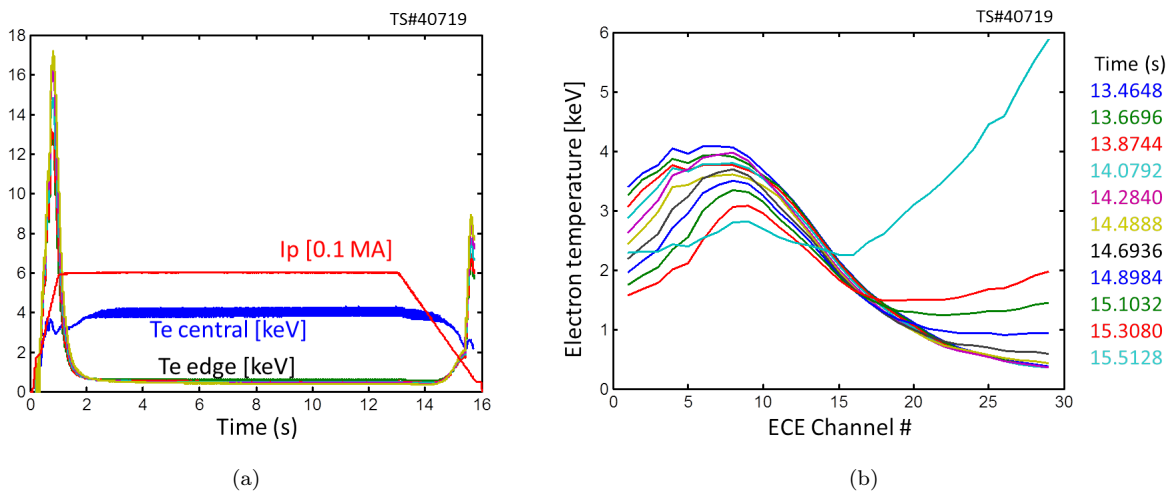 TS#40719
18
16
14
12
10
8
6
4
2
0
Ip [0.1 MA]
Te central [keV]
Te edge [keV]
0 2 4 6 8 10 12 14 16
Time (s)
(a)
TS#40719
Electron temperature [keV]
6
5
4
3
2
1
0
0 5 10 15 20 25 30
ECE Channel #
Time (s)
13.4648
13.6696
13.8744
14.0792
14.2840
14.4888
14.6936
14.8984
15.1032
15.3080
15.5128
(b)